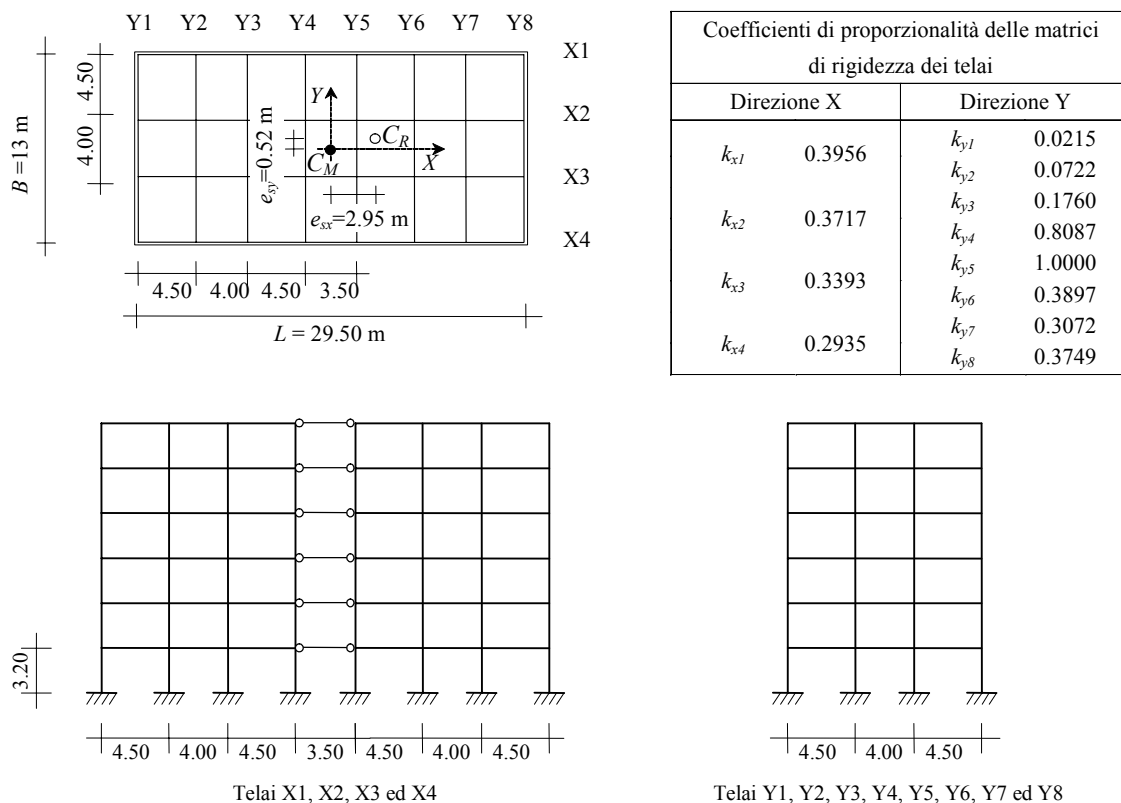 Y1 Y2 Y3 Y4 Y5 Y6 Y7 Y8
X1
X2
X3
X4
B =13 m
4.50
4.00
Y
e_sy=0.52 m
C_R
C_M
X
e_sx=2.95 m
4.50 4.00 4.50 3.50
L = 29.50 m
Coefficienti di proporzionalità delle matrici
di rigidezza dei telai
Direzione X Direzione Y
k_x1 0.3956
k_x2 0.3717
k_x3 0.3393
k_x4 0.2935
k_y1 0.0215
k_y2 0.0722
k_y3 0.1760
k_y4 0.8087
k_y5 1.0000
k_y6 0.3897
k_y7 0.3072
k_y8 0.3749
3.20
4.50 4.00 4.50 3.50 4.50 4.00 4.50
Telai X1, X2, X3 ed X4
4.50 4.00 4.50
Telai Y1, Y2, Y3, Y4, Y5, Y6, Y7 ed Y8